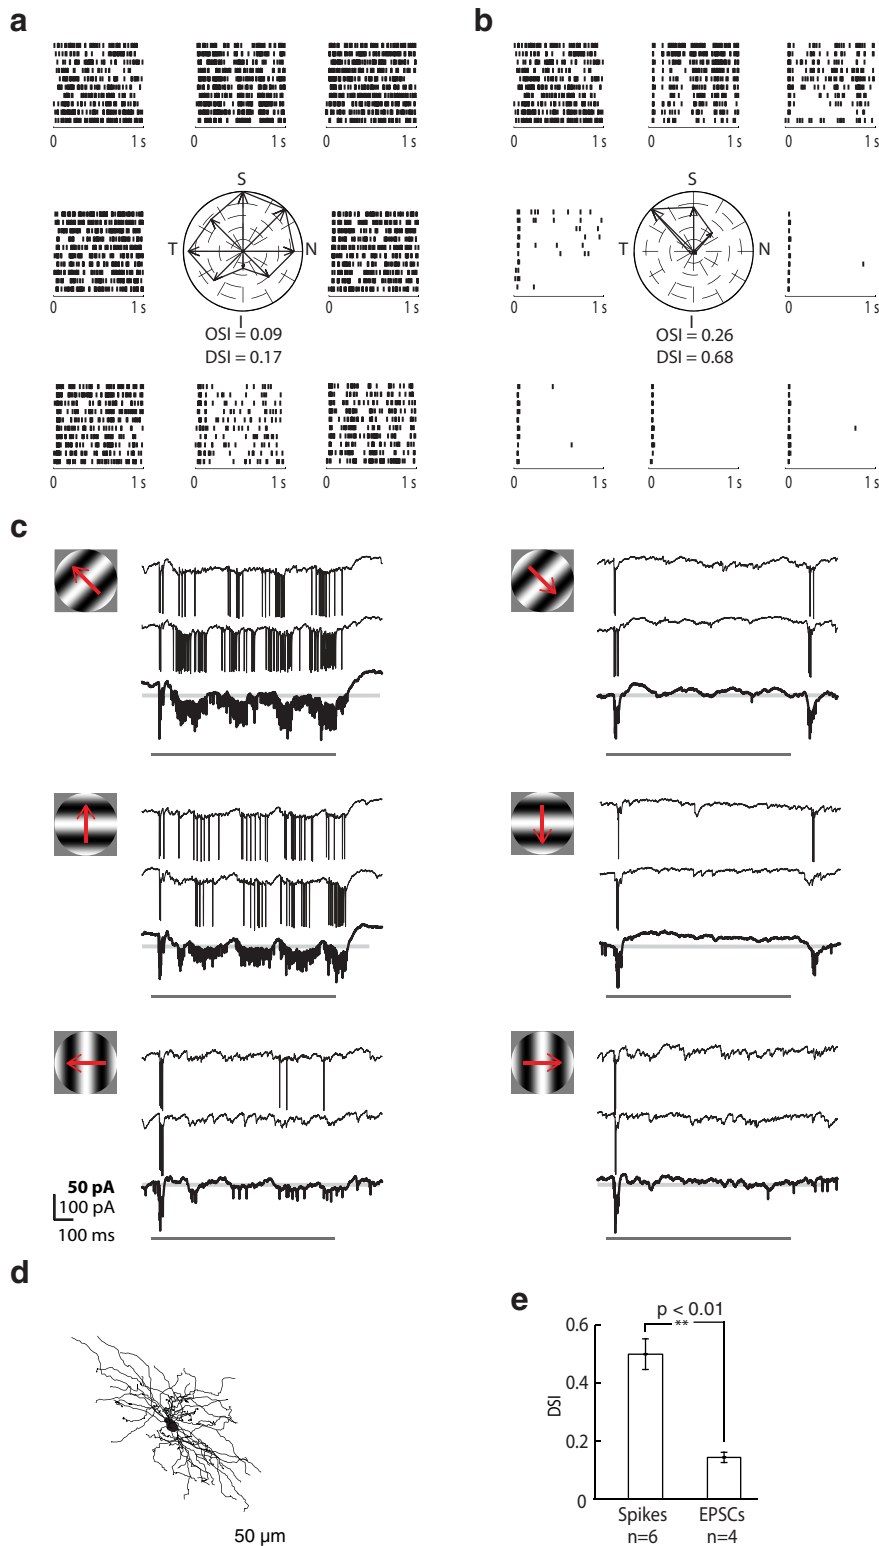 a
b
0 1 s 0 1 s 0 1 s
0 1 s 0 1 s 0 1 s
S
T N
I
0 1 s 0 1 s
OSI = 0.09
DSI = 0.17
S
T N
I
0 1 s 0 1 s
OSI = 0.26
DSI = 0.68
0 1 s 0 1 s 0 1 s
0 1 s 0 1 s 0 1 s
c
50 pA
100 pA
100 ms
d
50 µm
e
p < 0.01
**
0.6
0.4
0.2
0
DSI
Spikes EPSCs
n=6 n=4